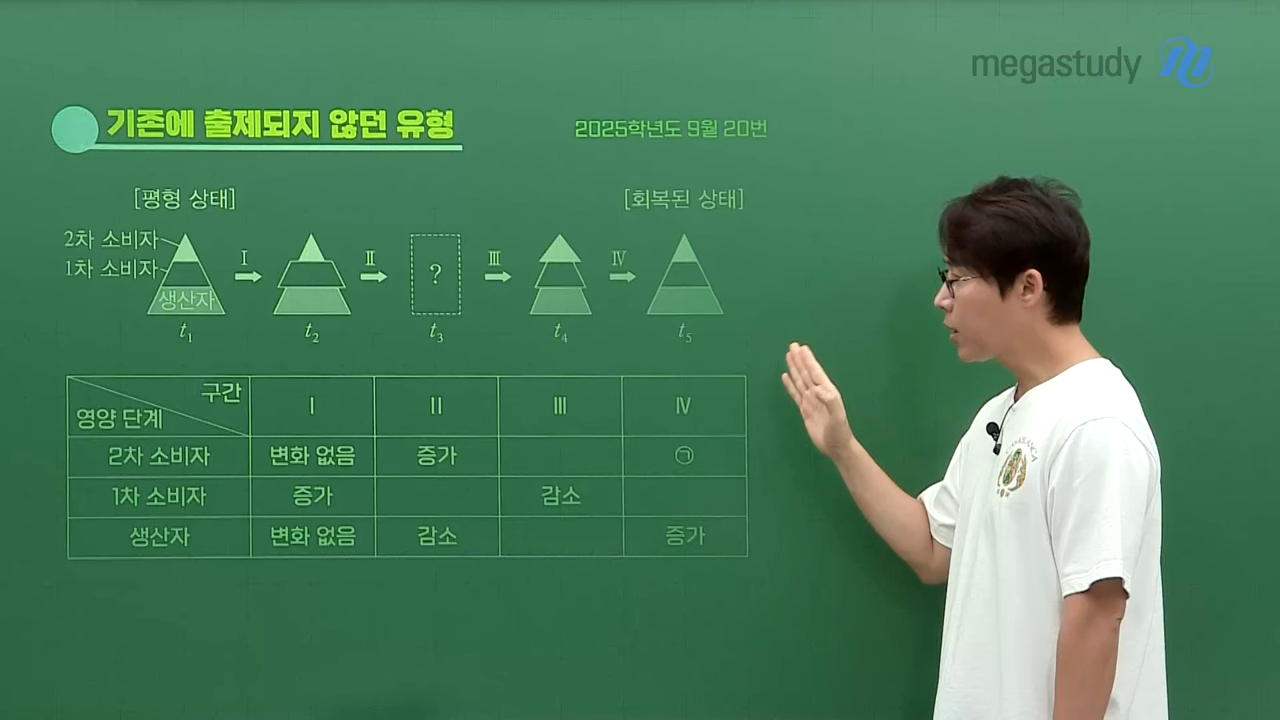 megastudy
기존에 출제되지 않던 유형
2025학년도 9월 20번
[평형 상태]
[회복된 상태]
2차 소비자
1차 소비자
생산자
I
II
?
III
IV
t1
t2
t3
t4
t5
구간
영양 단계
I
II
III
IV
2차 소비자
변화 없음
증가
㉠
1차 소비자
증가
감소
생산자
변화 없음
감소
증가